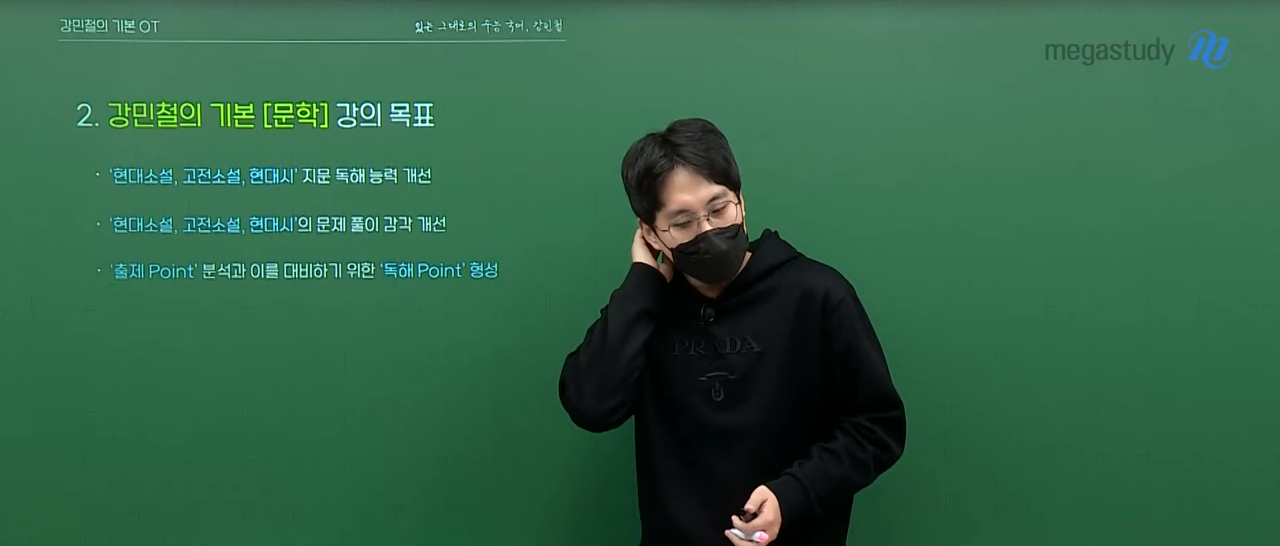 강민철의 기본 OT
있는 그대로의 수능 국어, 강민철
megastudy
2. 강민철의 기본 [문학] 강의 목표
· '현대소설, 고전소설, 현대시' 지문 독해 능력 개선
· '현대소설, 고전소설, 현대시'의 문제 풀이 감각 개선
· '출제 Point' 분석과 이를 대비하기 위한 '독해 Point' 형성
PRADA